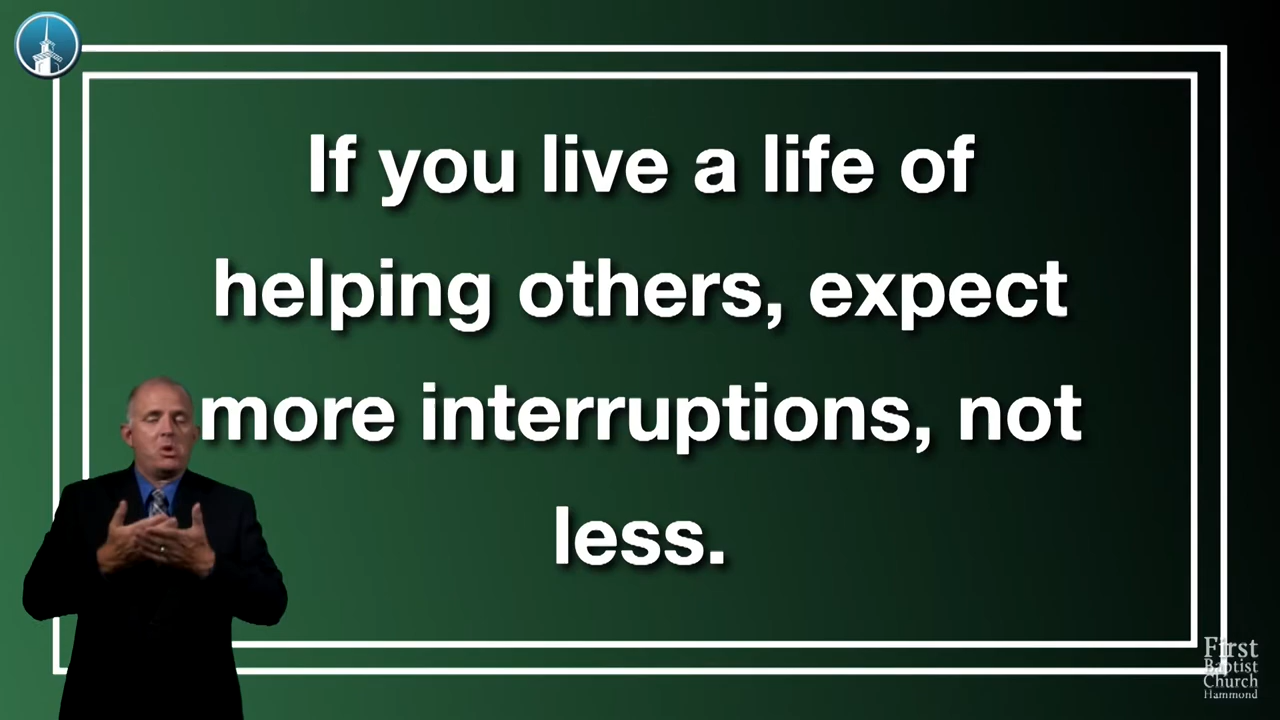 If you live a life of
helping others, expect
more interruptions, not
less.
First
Baptist
Church
Hammond